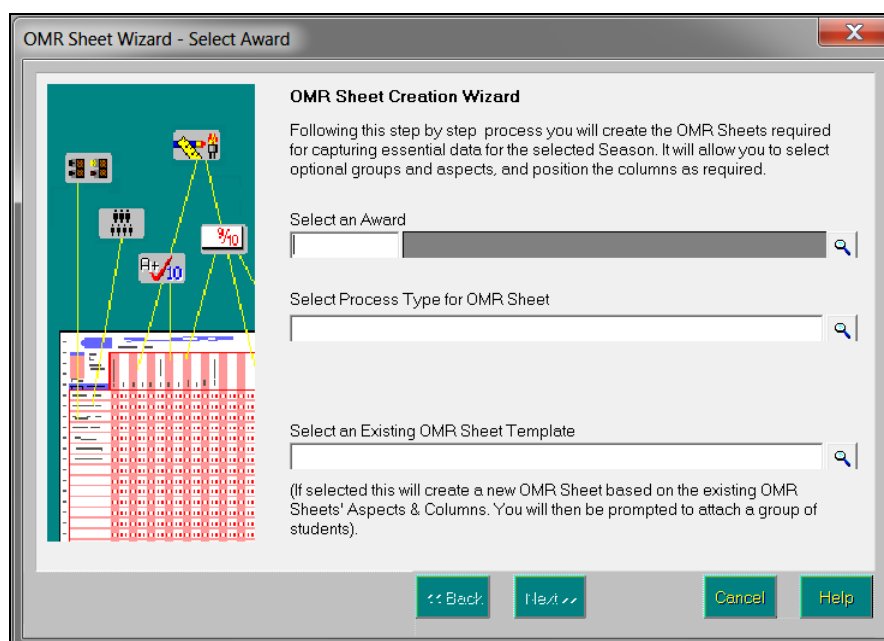 OMR Sheet Wizard - Select Award
X
OMR Sheet Creation Wizard
Following this step by step process you will create the OMR Sheets required
for capturing essential data for the selected Season. It will allow you to select
optional groups and aspects, and position the columns as required.
9/10
A+ 10
Select an Award
Select Process Type for OMR Sheet
Select an Existing OMR Sheet Template
(If selected this will create a new OMR Sheet based on the existing OMR
Sheets' Aspects & Columns. You will then be prompted to attach a group of
students).
<< Back
Next >>
Cancel
Help